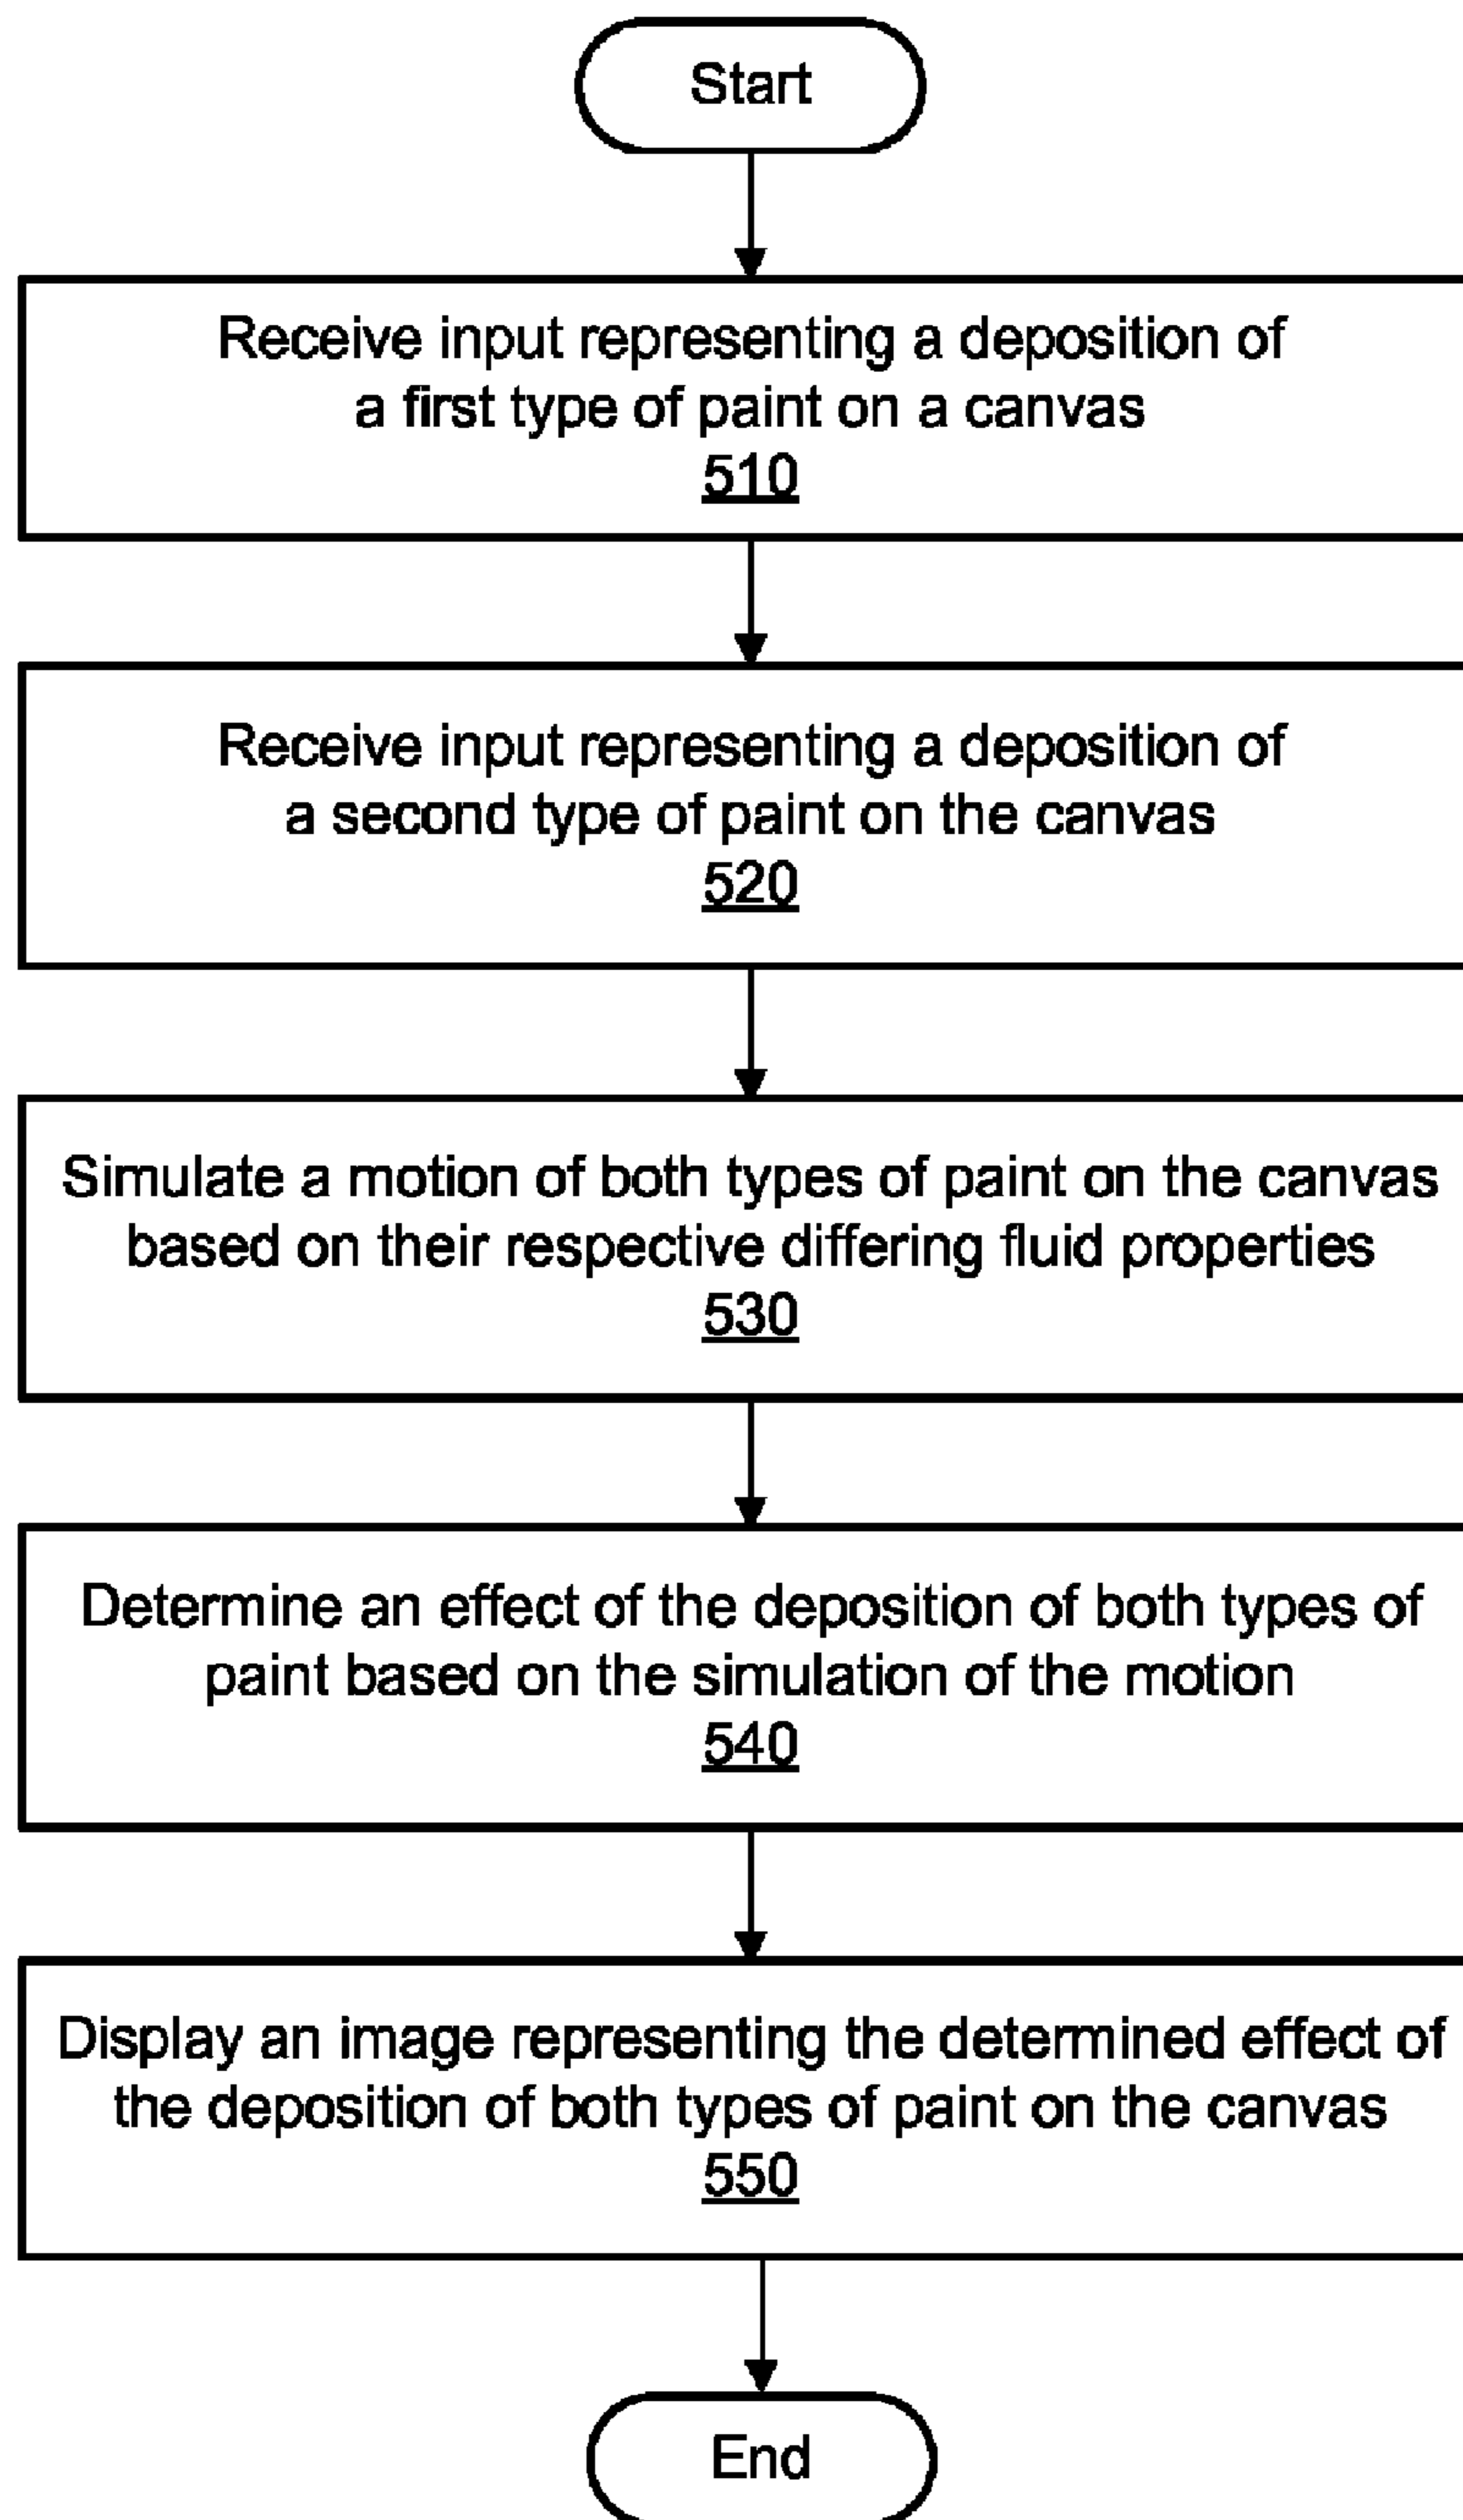 Start
Receive input representing a deposition of
a first type of paint on a canvas
510
Receive input representing a deposition of
a second type of paint on the canvas
520
Simulate a motion of both types of paint on the canvas
based on their respective differing fluid properties
530
Determine an effect of the deposition of both types of
paint based on the simulation of the motion
540
Display an image representing the determined effect of
the deposition of both types of paint on the canvas
550
End